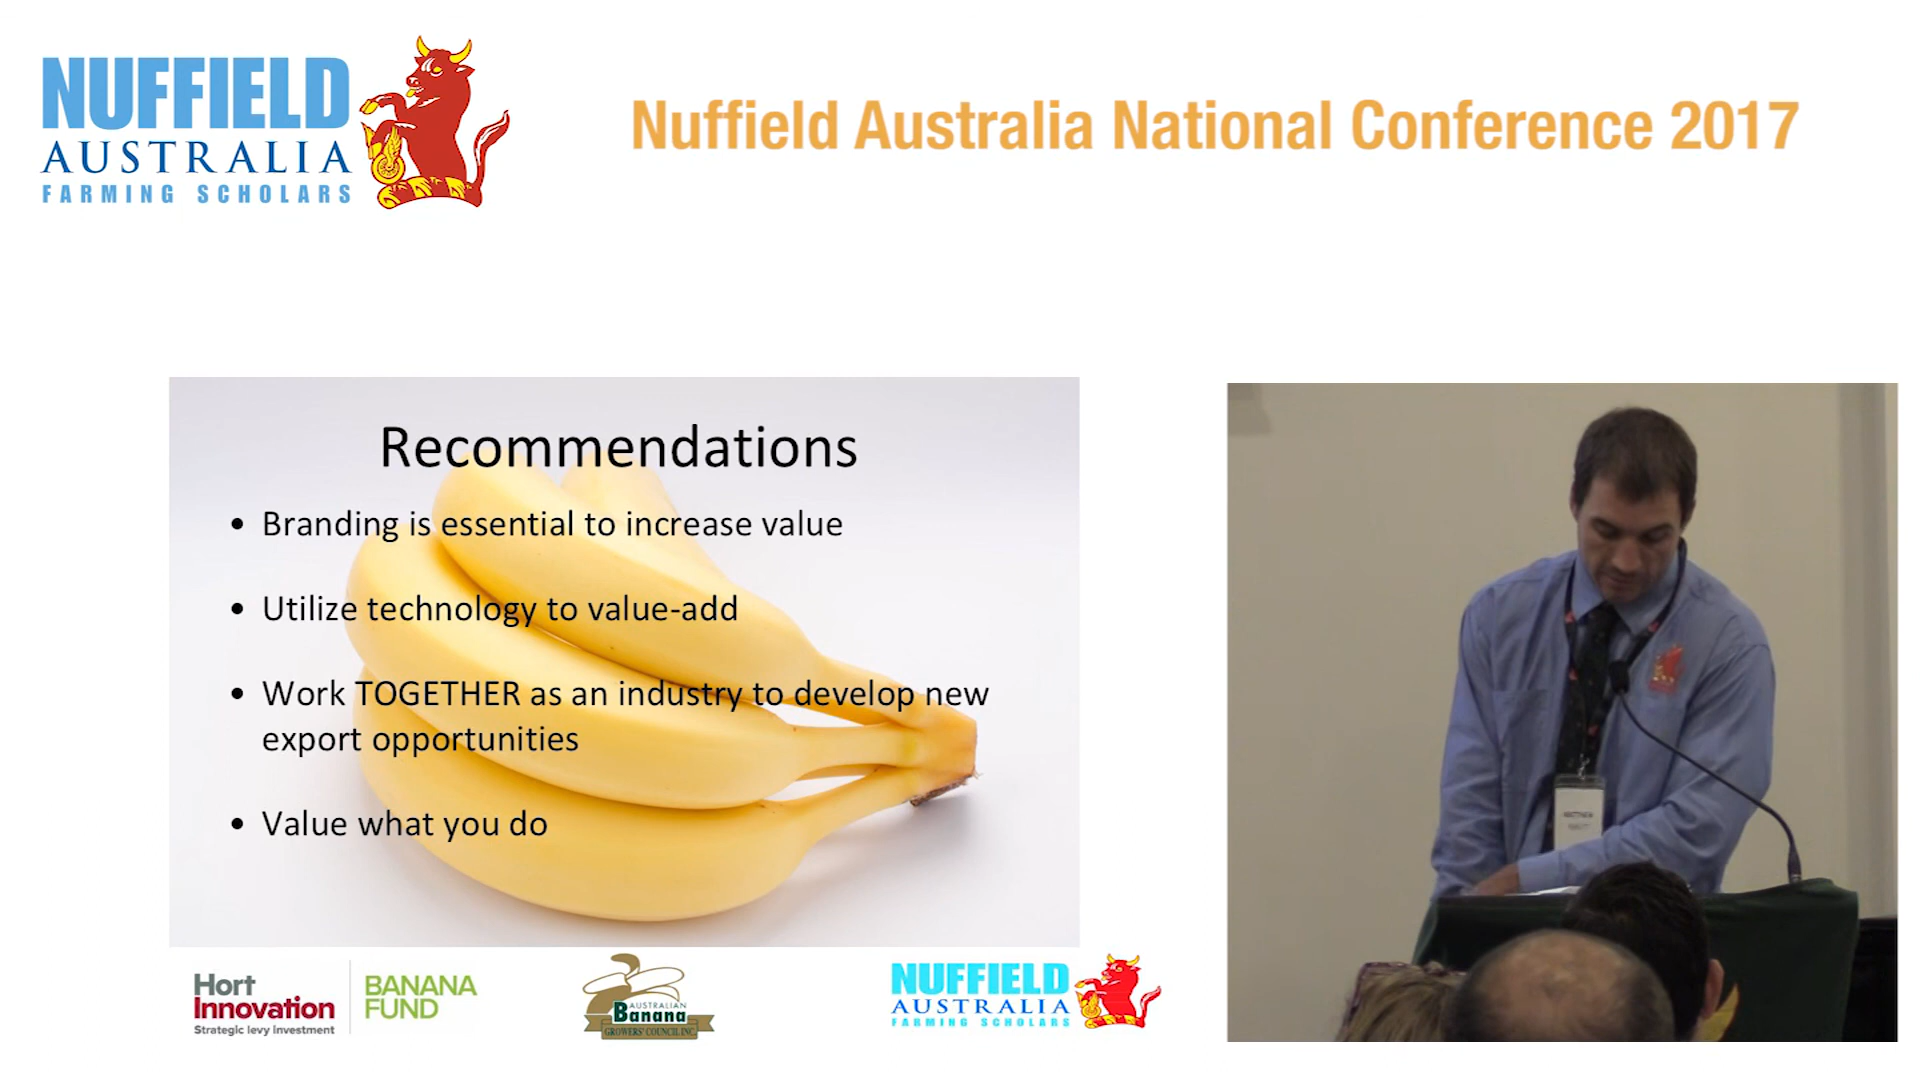 NUFFIELD
AUSTRALIA
FARMING SCHOLARS
Nuffield Australia National Conference 2017
Recommendations
• Branding is essential to increase value
• Utilize technology to value-add
• Work TOGETHER as an industry to develop new
export opportunities
• Value what you do
Hort
Innovation
Strategic levy investment
BANANA
FUND
AUSTRALIAN
Banana
GROWERS' COUNCIL INC.
NUFFIELD
AUSTRALIA
FARMING SCHOLARS
MATTHEW